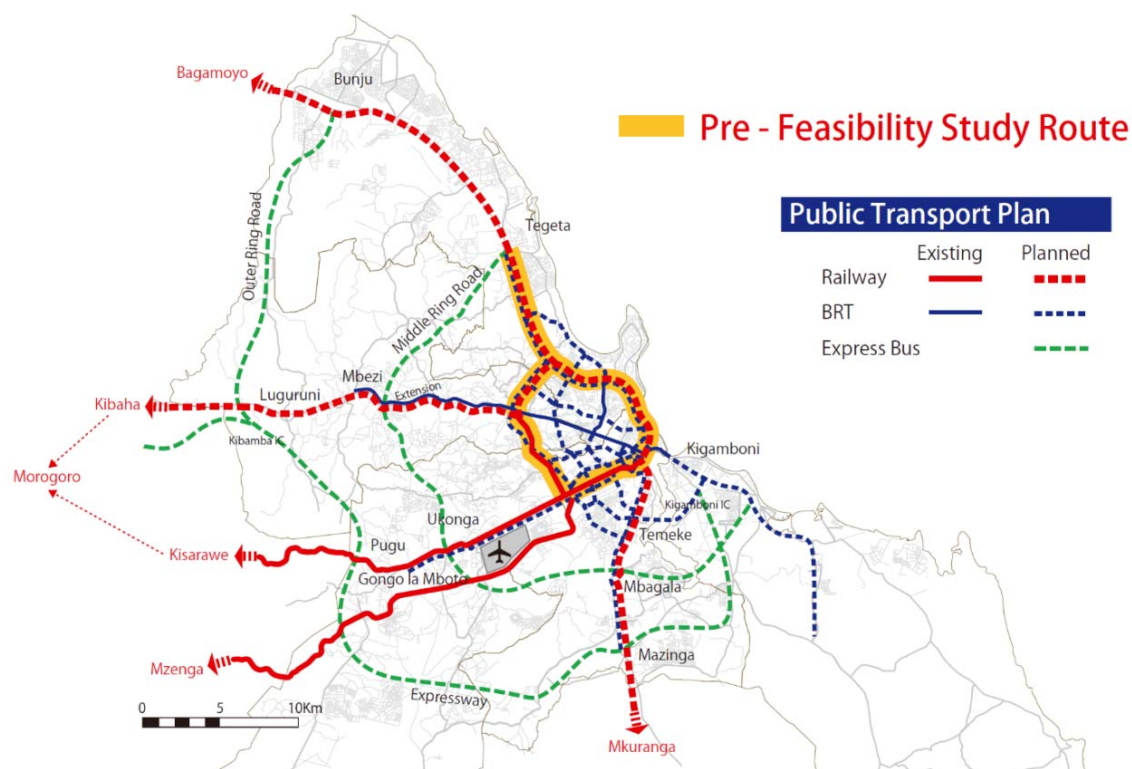 Bagamoyo
Bunju
Pre - Feasibility Study Route
Public Transport Plan
Existing Planned
Railway
BRT
Express Bus
Tegeta
Outer Ring Road
Middle Ring Road
Mbezi
Extension
Luguruni
Kibaha
Kibamba IC
Morogoro
Kigamboni
Kigamboni IC
Ukonga
Temeke
Pugu
Kisarawe
Gongo la Mboto
Mbagala
Mzenga
Mazinga
Expressway
0 5 10Km
Mkuranga